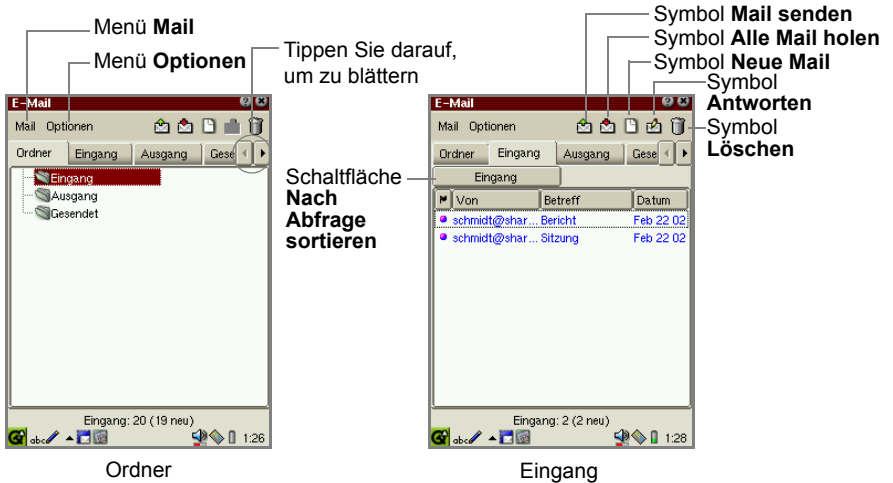 Menü Mail
Menü Optionen
Tippen Sie darauf,
um zu blättern
E-Mail
Mail Optionen
Ordner Eingang Ausgang Gese
Eingang
Ausgang
Gesendet
Eingang: 20 (19 neu)
abc 1:26
Ordner
Symbol Mail senden
Symbol Alle Mail holen
Symbol Neue Mail
Symbol
Antworten
Symbol
Löschen
Schaltfläche
Nach
Abfrage
sortieren
E-Mail
Mail Optionen
Ordner Eingang Ausgang Gese
Eingang
Von Betreff Datum
schmidt@shar... Bericht Feb 22 02
schmidt@shar... Sitzung Feb 22 02
Eingang: 2 (2 neu)
abc 1:28
Eingang